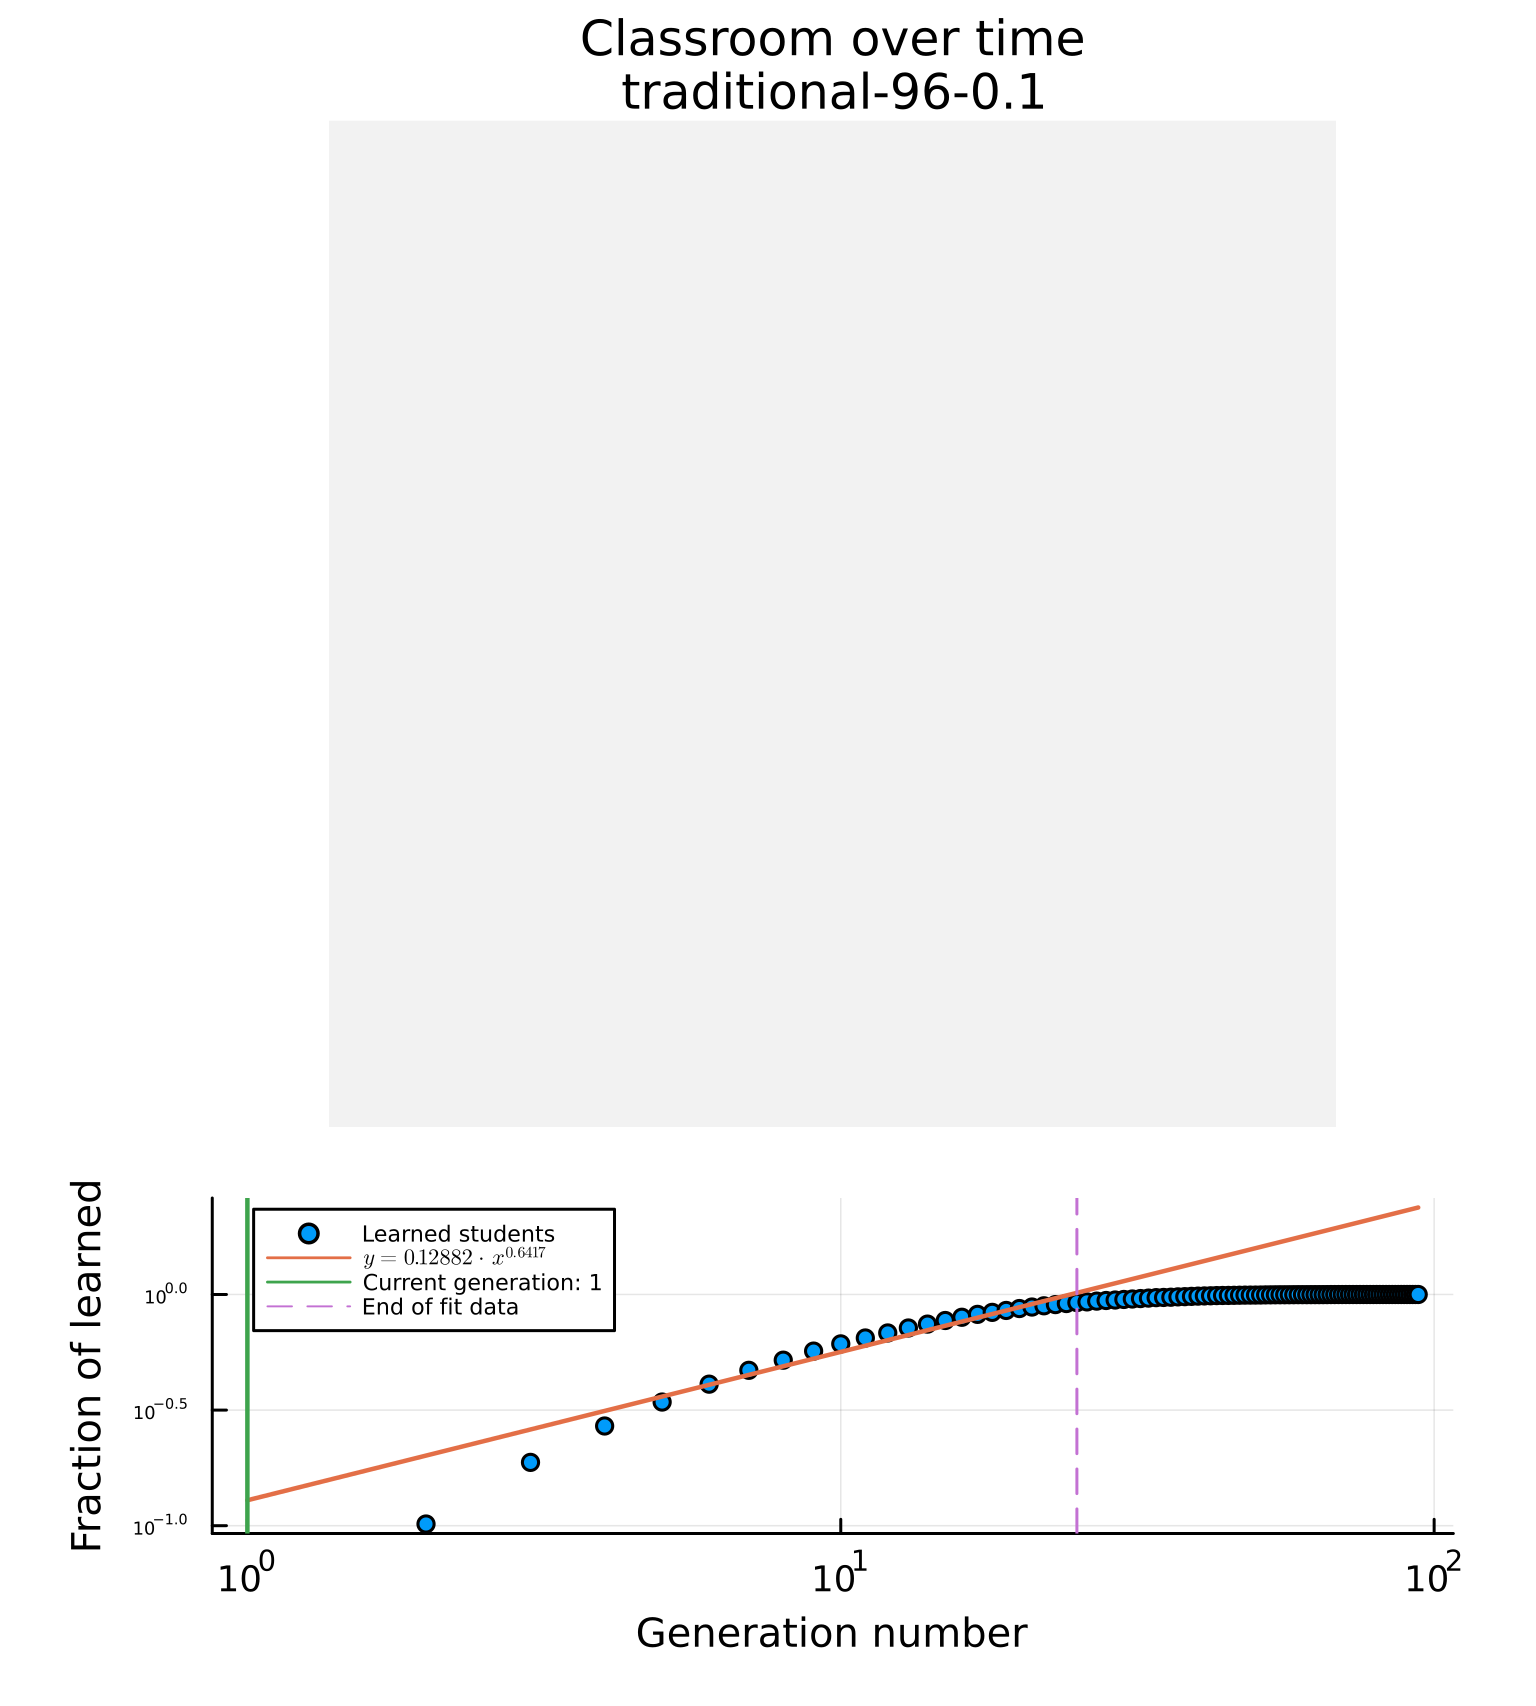 Classroom over time
traditional-96-0.1
Fraction of learned
10^0.0
10^−0.5
10^−1.0
Learned students
y = 0.12882 · x^0.6417
Current generation: 1
End of fit data
10^0
10^1
10^2
Generation number